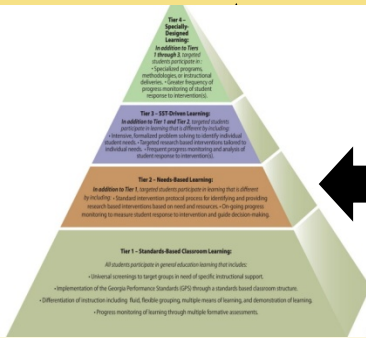 Tier 4 –
Specially-
Designed
Learning:
In addition to Tiers
1 through 3, targeted
students participate in:
• Specialized programs,
methodologies, or instructional
deliveries.
• Greater frequency of
progress monitoring of student
response to intervention(s).
Tier 3 – SST-Driven Learning:
In addition to Tier 1 and Tier 2, targeted students
participate in learning that is different by including:
• Intensive, formalized problem solving to identify individual
student needs. • Targeted research based interventions tailored to
individual needs. • Frequent progress monitoring and analysis of
student response to intervention(s).
Tier 2 – Needs-Based Learning:
In addition to Tier 1, targeted students participate in learning that is different
by including: • Standard intervention protocol process for identifying and providing
research based interventions based on need and resources. • On-going progress
monitoring to measure student response to intervention and guide decision-making.
Tier 1 – Standards-Based Classroom Learning:
All students participate in general education learning that includes:
• Universal screenings to target groups in need of specific instructional support.
• Implementation of the Georgia Performance Standards (GPS) through a standards based classroom structure.
• Differentiation of instruction including fluid, flexible grouping, multiple means of learning, and demonstration of learning.
• Progress monitoring of learning through multiple formative assessments.